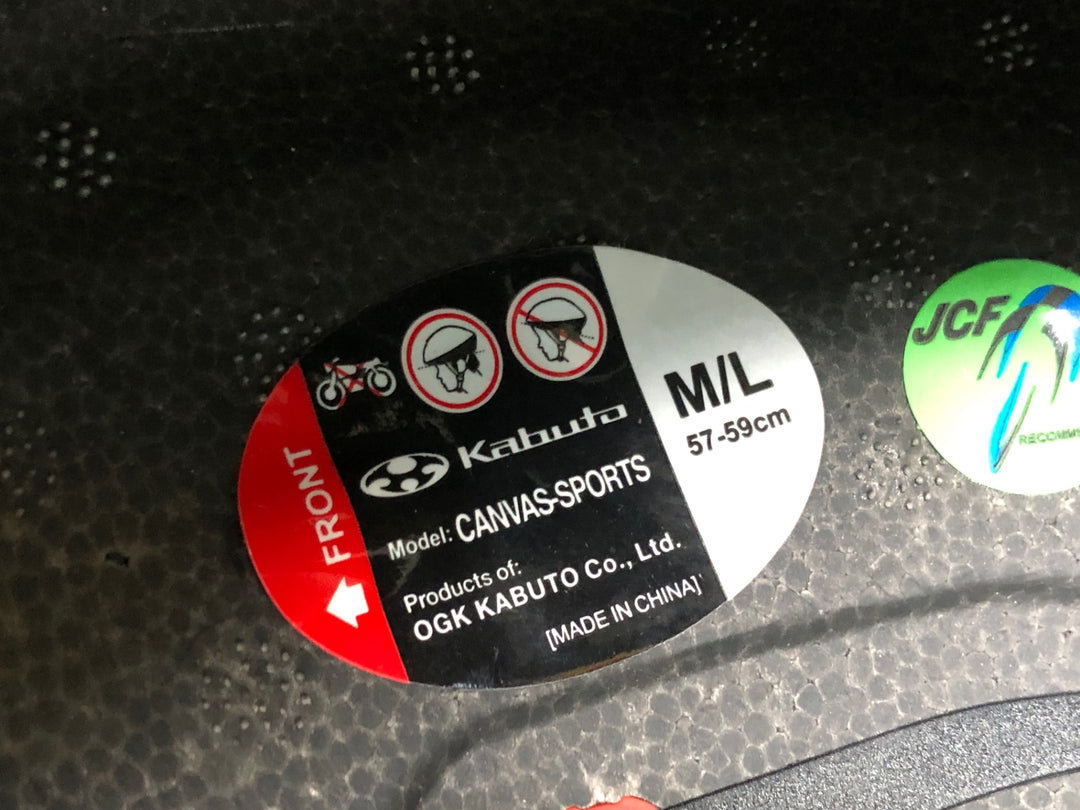 FRONT
Kabuto
Model: CANVAS-SPORTS
Products of:
OGK KABUTO Co., Ltd.
[MADE IN CHINA]
M/L
57-59cm
JCF